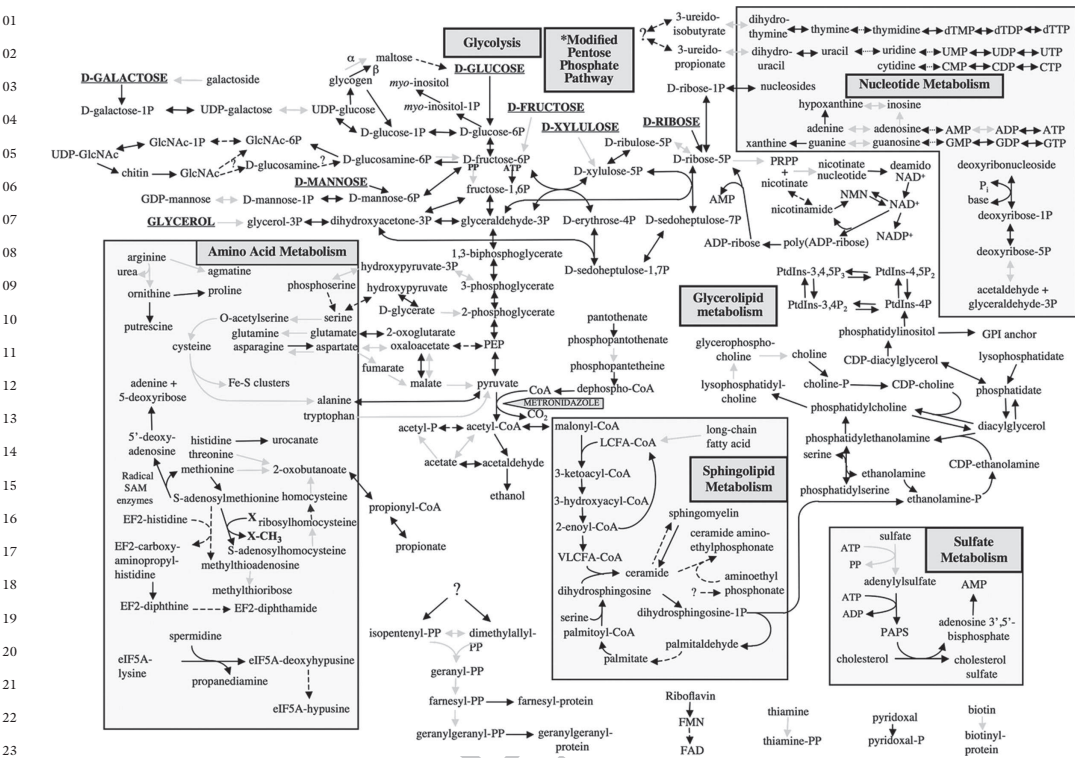 01
02
03
04
05
06
07
08
09
10
11
12
13
14
15
16
17
18
19
20
21
22
23
Glycolysis
*Modified
Pentose
Phosphate
Pathway
α
β
maltose
glycogen
D-GLUCOSE
myo-inositol
myo-inositol-1P
D-GALACTOSE
galactoside
D-galactose-1P
UDP-galactose
UDP-glucose
D-glucose-1P
D-glucose-6P
D-FRUCTOSE
D-XYLULOSE
D-RIBOSE
D-ribose-1P
nucleosides
UDP-GlcNAc
GlcNAc-1P
GlcNAc-6P
chitin
GlcNAc
?
D-glucosamine
?
D-glucosamine-6P
D-fructose-6P
PP
ATP
D-ribulose-5P
D-xylulose-5P
D-ribose-5P
D-MANNOSE
GDP-mannose
D-mannose-1P
D-mannose-6P
fructose-1,6P
GLYCEROL
glycerol-3P
dihydroxyacetone-3P
glyceraldehyde-3P
D-erythrose-4P
D-sedoheptulose-7P
D-sedoheptulose-1,7P
?
3-ureido-
isobutyrate
3-ureido-
propionate
dihydro-
thymine
thymine
thymidine
dTMP
dTDP
dTTP
dihydro-
uracil
uracil
uridine
UMP
UDP
UTP
cytidine
CMP
CDP
CTP
Nucleotide Metabolism
hypoxanthine
inosine
adenine
adenosine
AMP
ADP
ATP
xanthine
guanine
guanosine
GMP
GDP
GTP
PRPP
+
nicotinate
nicotinate
nucleotide
deamido
NAD+
nicotinamide
NMN
NAD+
NADP+
AMP
ADP-ribose
poly(ADP-ribose)
deoxyribonucleoside
Pi
base
deoxyribose-1P
deoxyribose-5P
acetaldehyde +
glyceraldehyde-3P
Amino Acid Metabolism
arginine
urea
agmatine
ornithine
proline
putrescine
phosphoserine
O-acetylserine
serine
glutamine
glutamate
2-oxoglutarate
cysteine
asparagine
aspartate
oxaloacetate
fumarate
malate
Fe-S clusters
alanine
tryptophan
adenine +
5-deoxyribose
5'-deoxy-
adenosine
histidine
urocanate
threonine
methionine
2-oxobutanoate
Radical
SAM
enzymes
S-adenosylmethionine
homocysteine
EF2-histidine
X
ribosylhomocysteine
X-CH3
S-adenosylhomocysteine
EF2-carboxy-
aminopropyl-
histidine
methylthioadenosine
methylthioribose
EF2-diphthine
EF2-diphthamide
spermidine
eIF5A-
lysine
eIF5A-deoxyhypusine
propanediamine
eIF5A-hypusine
1,3-biphosphoglycerate
hydroxypyruvate-3P
3-phosphoglycerate
hydroxypyruvate
D-glycerate
2-phosphoglycerate
PEP
pyruvate
CoA
METRONIDAZOLE
CO2
acetyl-P
acetyl-CoA
acetate
acetaldehyde
ethanol
propionyl-CoA
propionate
pantothenate
phosphopantothenate
phosphopantetheine
dephospho-CoA
malonyl-CoA
LCFA-CoA
long-chain
fatty acid
3-ketoacyl-CoA
3-hydroxyacyl-CoA
2-enoyl-CoA
VLCFA-CoA
Sphingolipid
Metabolism
sphingomyelin
ceramide amino-
ethylphosphonate
ceramide
aminoethyl
phosphonate
?
dihydrosphingosine
dihydrosphingosine-1P
serine
palmitoyl-CoA
palmitate
palmitaldehyde
Glycerolipid
metabolism
PtdIns-3,4,5P3
PtdIns-4,5P2
PtdIns-3,4P2
PtdIns-4P
phosphatidylinositol
GPI anchor
glycerophospho-
choline
choline
CDP-diacylglycerol
lysophosphatidate
lysophosphatidyl-
choline
choline-P
CDP-choline
phosphatidate
phosphatidylcholine
diacylglycerol
phosphatidylethanolamine
serine
ethanolamine
CDP-ethanolamine
phosphatidylserine
ethanolamine-P
Sulfate
Metabolism
sulfate
ATP
PP
adenylylsulfate
ATP
ADP
AMP
PAPS
adenosine 3',5'-
bisphosphate
cholesterol
cholesterol
sulfate
?
isopentenyl-PP
dimethylallyl-
PP
geranyl-PP
farnesyl-PP
farnesyl-protein
geranylgeranyl-PP
geranylgeranyl-
protein
Riboflavin
FMN
FAD
thiamine
thiamine-PP
pyridoxal
pyridoxal-P
biotin
biotinyl-
protein